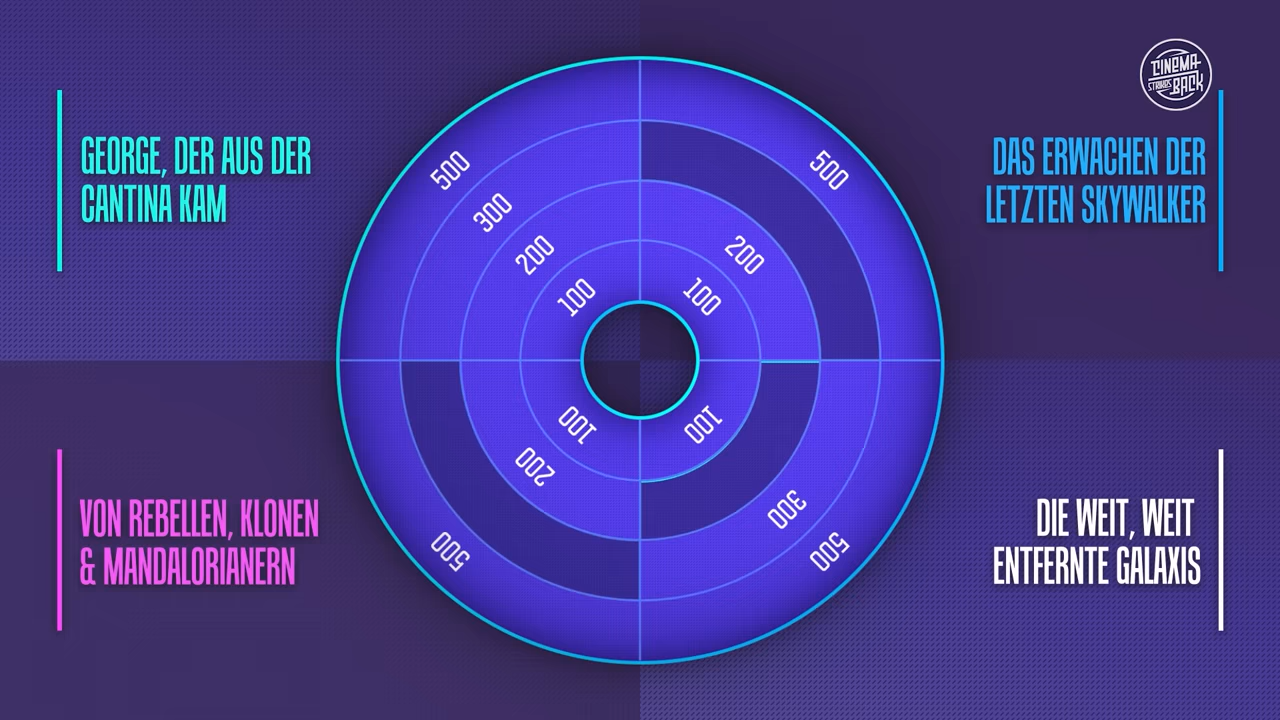 CINEMA
STRIKES BACK
GEORGE, DER AUS DER
CANTINA KAM
DAS ERWACHEN DER
LETZTEN SKYWALKER
500
300
200
100
500
200
100
100
200
500
100
300
500
VON REBELLEN, KLONEN
& MANDALORIANERN
DIE WEIT, WEIT
ENTFERNTE GALAXIS